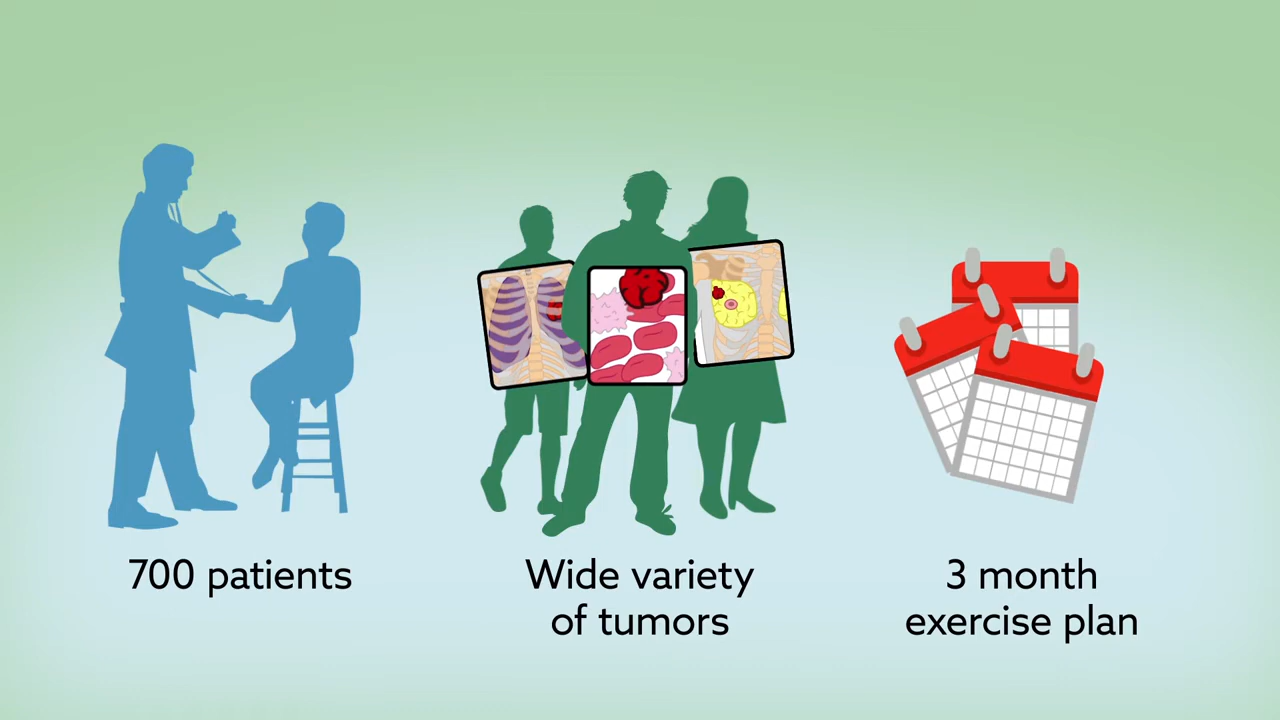 700 patients
Wide variety
of tumors
3 month
exercise plan